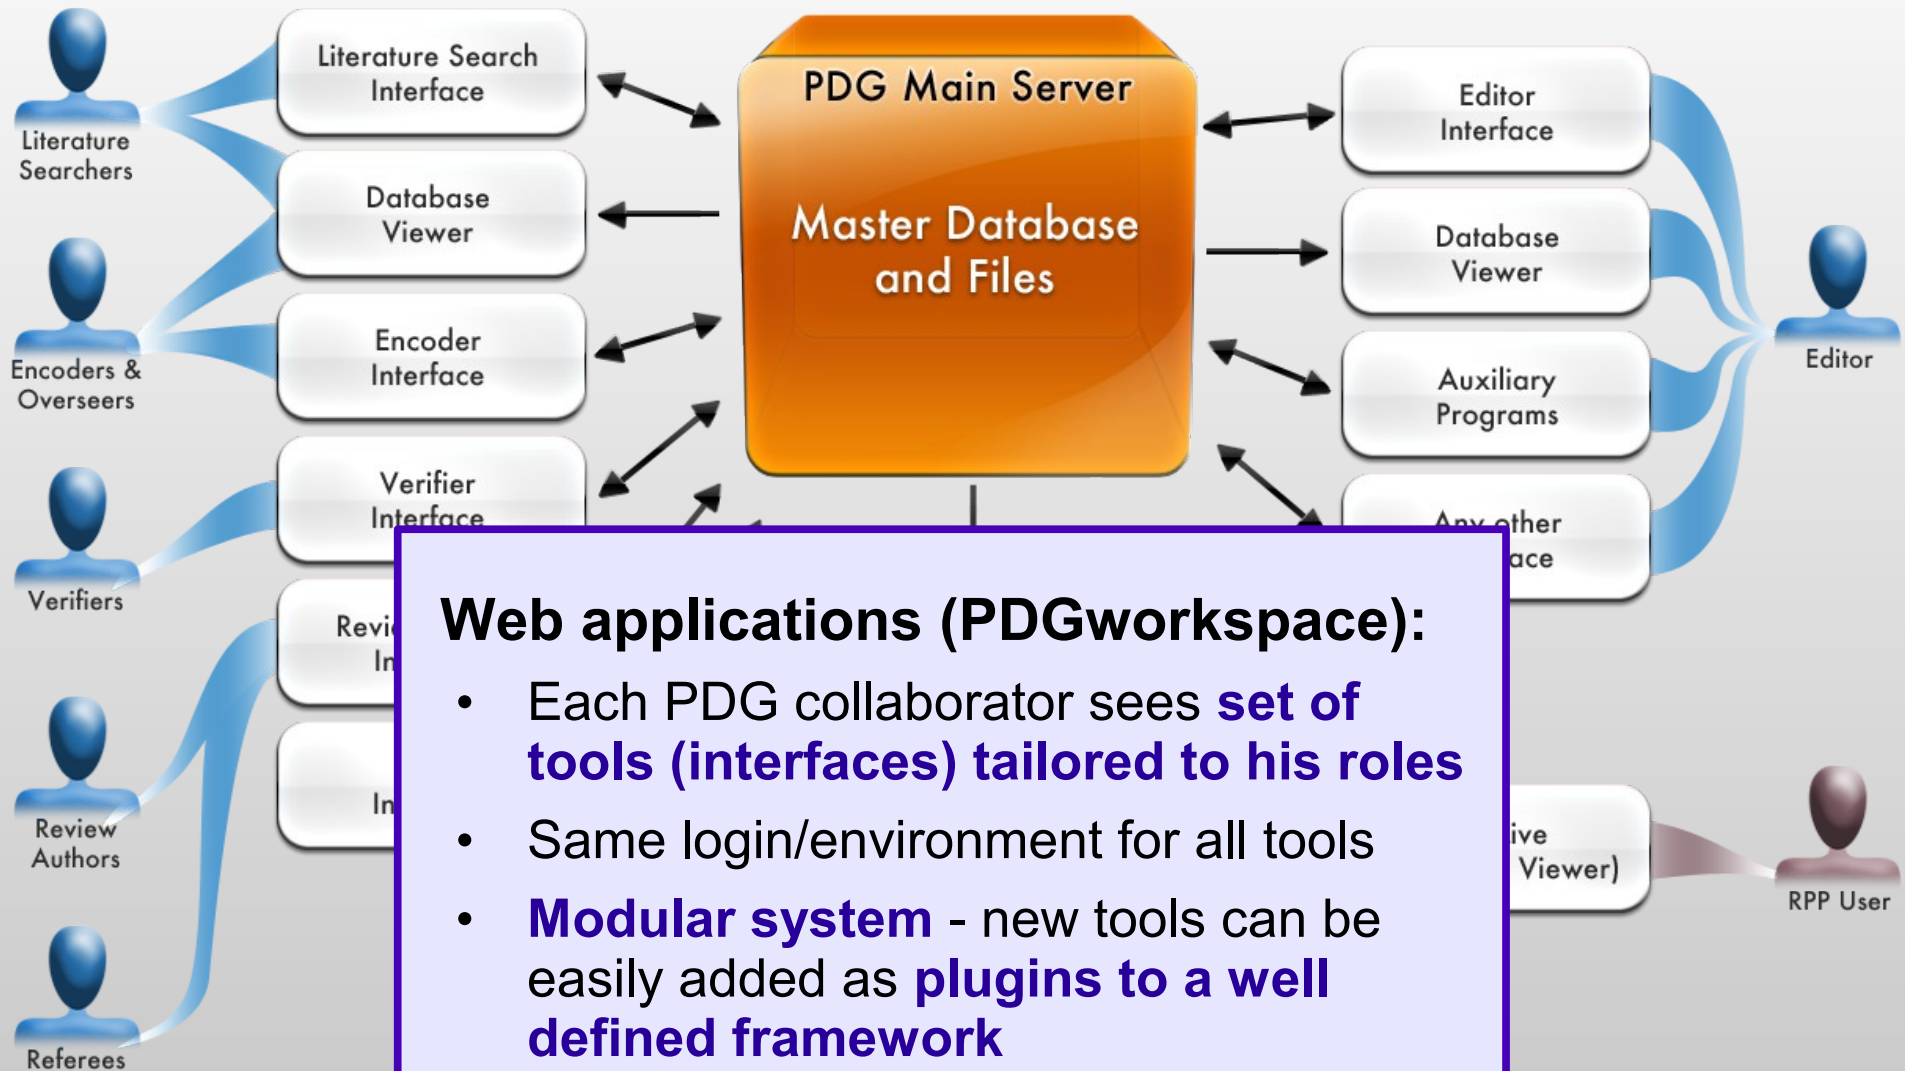 Literature Search
Interface
Literature
Searchers
Database
Viewer
Encoder
Interface
Encoders &
Overseers
Verifier
Interface
Verifiers
Review
Authors
Referees
PDG Main Server
Master Database
and Files
Editor
Interface
Database
Viewer
Auxiliary
Programs
Any other
Editor
Viewer)
RPP User
Web applications (PDGworkspace):
• Each PDG collaborator sees set of
tools (interfaces) tailored to his roles
• Same login/environment for all tools
• Modular system - new tools can be
easily added as plugins to a well
defined framework